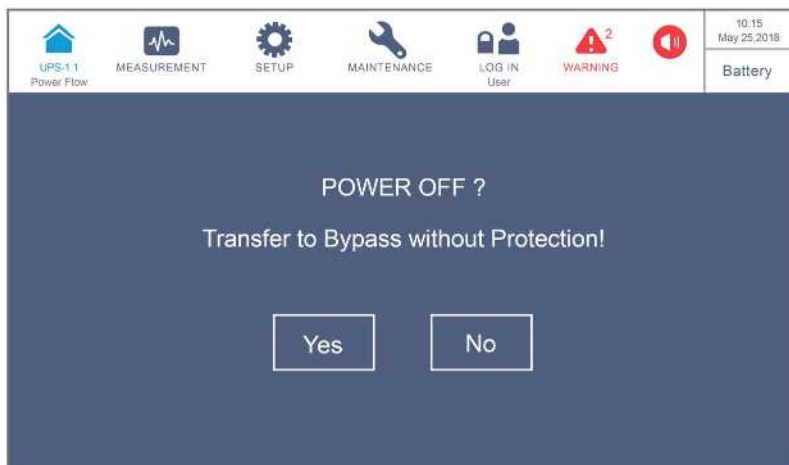 UPS-1.1
Power Flow
MEASUREMENT
SETUP
MAINTENANCE
LOG IN
User
2
WARNING
10:15
May 25,2018
Battery
POWER OFF ?
Transfer to Bypass without Protection!
Yes
No